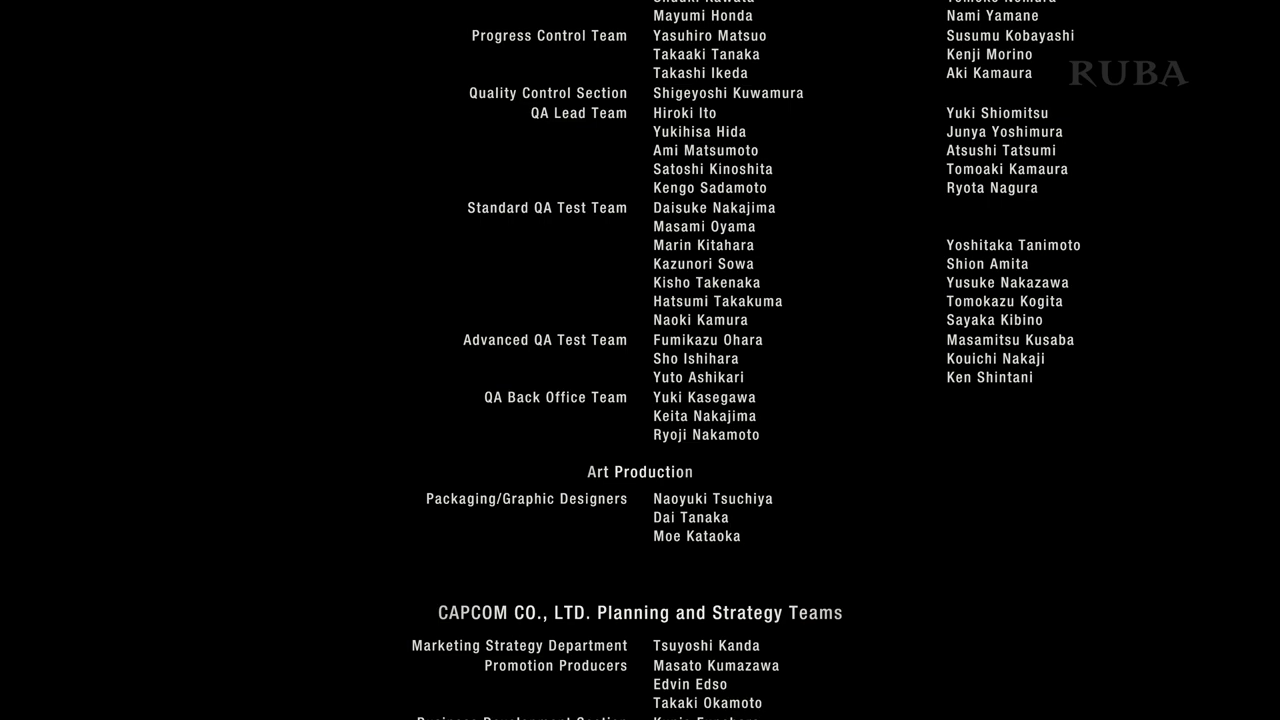 Mayumi Honda Nami Yamane
Progress Control Team Yasuhiro Matsuo Susumu Kobayashi
Takaaki Tanaka Kenji Morino
Takashi Ikeda Aki Kamaura
RUBA
Quality Control Section Shigeyoshi Kuwamura
QA Lead Team Hiroki Ito Yuki Shiomitsu
Yukihisa Hida Junya Yoshimura
Ami Matsumoto Atsushi Tatsumi
Satoshi Kinoshita Tomoaki Kamaura
Kengo Sadamoto Ryota Nagura
Standard QA Test Team Daisuke Nakajima
Masami Oyama
Marin Kitahara Yoshitaka Tanimoto
Kazunori Sowa Shion Amita
Kisho Takenaka Yusuke Nakazawa
Hatsumi Takakuma Tomokazu Kogita
Naoki Kamura Sayaka Kibino
Advanced QA Test Team Fumikazu Ohara Masamitsu Kusaba
Sho Ishihara Kouichi Nakaji
Yuto Ashikari Ken Shintani
QA Back Office Team Yuki Kasegawa
Keita Nakajima
Ryoji Nakamoto
Art Production
Packaging/Graphic Designers Naoyuki Tsuchiya
Dai Tanaka
Moe Kataoka
CAPCOM CO., LTD. Planning and Strategy Teams
Marketing Strategy Department Tsuyoshi Kanda
Promotion Producers Masato Kumazawa
Edvin Edso
Takaki Okamoto